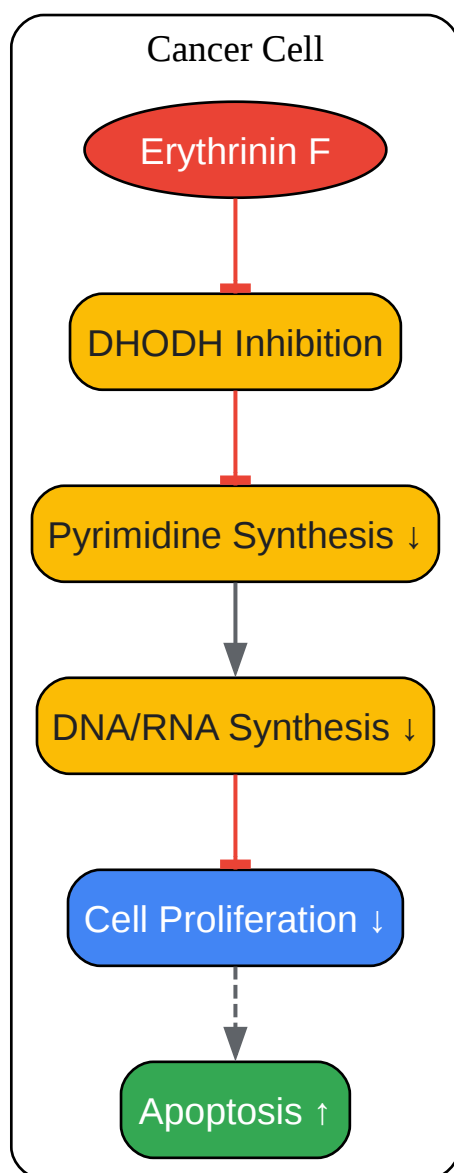 Cancer Cell
Erythrinin F
DHODH Inhibition
Pyrimidine Synthesis ↓
DNA/RNA Synthesis ↓
Cell Proliferation ↓
Apoptosis ↑